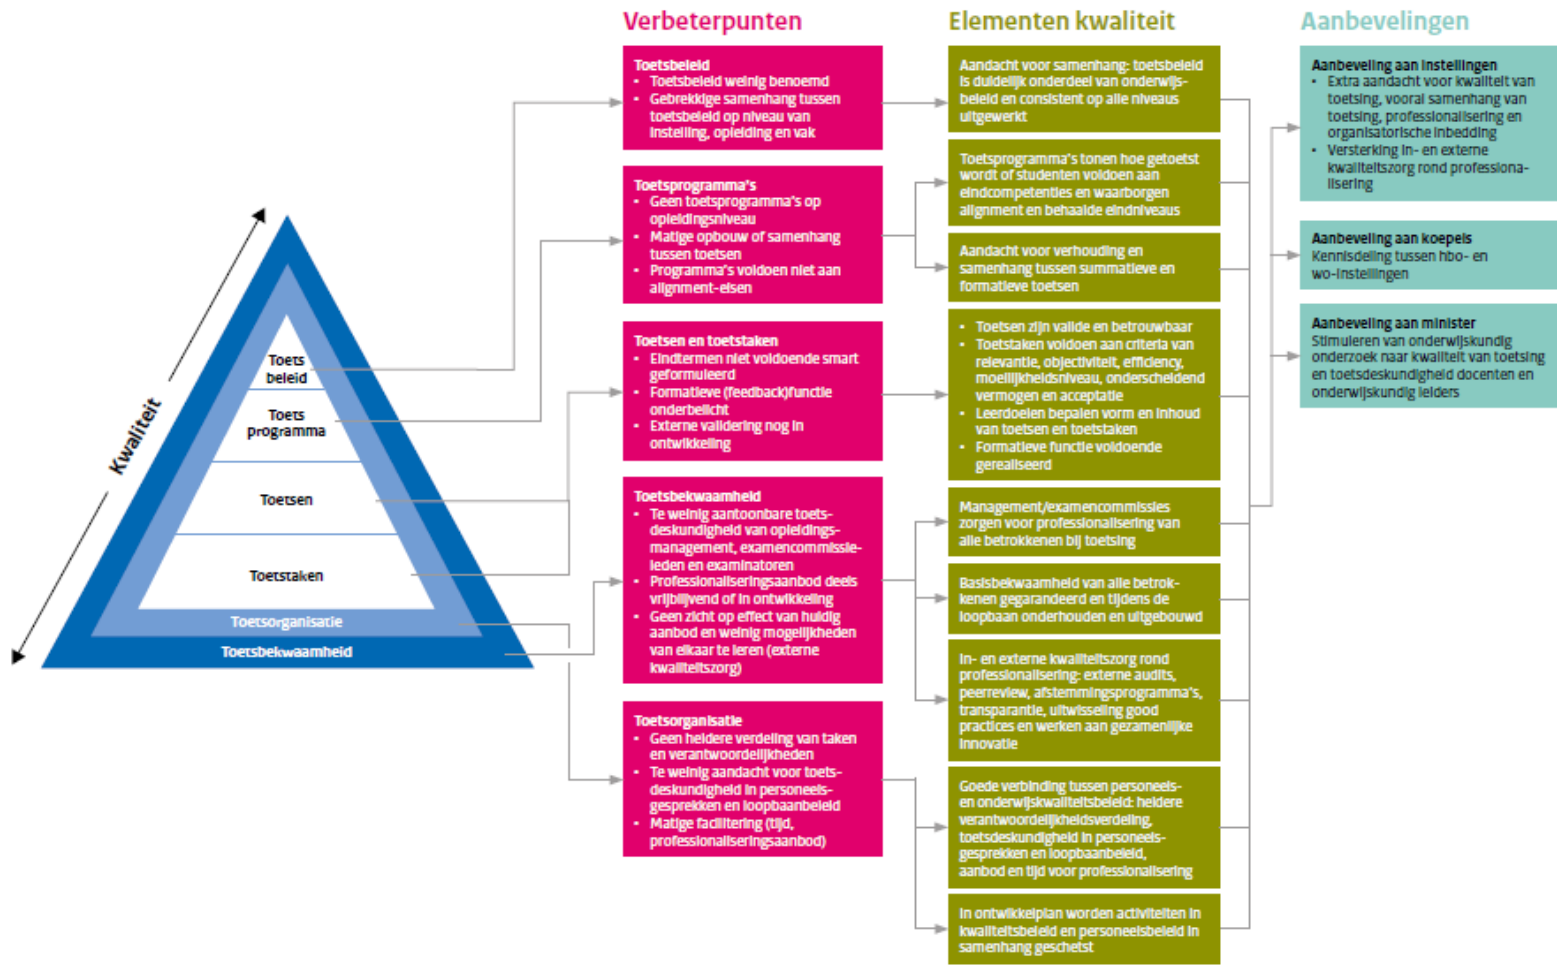 Kwaliteit
Toets
beleid
Toets
programma
Toetsen
Toetstaken
Toetsorganisatie
Toetsbekwaamheid
Verbeterpunten
Toetsbeleid
• Toetsbeleid weinig benoemd
• Gebrekkige samenhang tussen
toetsbeleid op niveau van
instelling, opleiding en vak
Toetsprogramma's
• Geen toetsprogramma's op
opleidingsniveau
• Matige opbouw of samenhang
tussen toetsen
• Programma's voldoen niet aan
alignment-eisen
Toetsen en toetstaken
• Eindtermen niet voldoende smart
geformuleerd
• Formatieve (feedback)functie
onderbelicht
• Externe validering nog in
ontwikkeling
Toetsbekwaamheid
• Te weinig aantoonbare toets-
deskundigheid van opleidings-
management, examencommissie-
leden en examinatoren
• Professionaliseringsaanbod deels
vrijblijvend of in ontwikkeling
• Geen zicht op effect van huidig
aanbod en weinig mogelijkheden
van elkaar te leren (externe
kwaliteitszorg)
Toetsorganisatie
• Geen heldere verdeling van taken
en verantwoordelijkheden
• Te weinig aandacht voor toets-
deskundigheid in personeels-
gesprekken en loopbaanbeleid
• Matige facilitering (tijd,
professionaliseringsaanbod)
Elementen kwaliteit
Aandacht voor samenhang: toetsbeleid
is duidelijk onderdeel van onderwijs-
beleid en consistent op alle niveaus
uitgewerkt
Toetsprogramma's tonen hoe getoetst
wordt of studenten voldoen aan
eindcompetenties en waarborgen
alignment en behaalde eindniveaus
Aandacht voor verhouding en
samenhang tussen summatieve en
formatieve toetsen
• Toetsen zijn valide en betrouwbaar
• Toetstaken voldoen aan criteria van
relevantie, objectiviteit, efficiency,
moeilijkheidsniveau, onderscheidend
vermogen en acceptatie
• Leerdoelen bepalen vorm en inhoud
van toetsen en toetstaken
• Formatieve functie voldoende
gerealiseerd
Management/examencommissies
zorgen voor professionalisering van
alle betrokkenen bij toetsing
Basisbekwaamheid van alle betrok-
kenen gegarandeerd en tijdens de
loopbaan onderhouden en uitgebouwd
In- en externe kwaliteitszorg rond
professionalisering: externe audits,
peerreview, afstemmingsprogramma's,
transparantie, uitwisseling good
practices en werken aan gezamenlijke
innovatie
Goede verbinding tussen personeels-
en onderwijskwaliteitsbeleid: heldere
verantwoordelijkheidsverdeling,
toetsdeskundigheid in personeels-
gesprekken en loopbaanbeleid,
aanbod en tijd voor professionalisering
In ontwikkelplan worden activiteiten in
kwaliteitsbeleid en personeelsbeleid in
samenhang geschetst
Aanbevelingen
Aanbeveling aan instellingen
• Extra aandacht voor kwaliteit van
toetsing, vooral samenhang van
toetsing, professionalisering en
organisatorische inbedding
• Versterking in- en externe
kwaliteitszorg rond professiona-
lisering
Aanbeveling aan koepels
Kennisdeling tussen hbo- en
wo-instellingen
Aanbeveling aan minister
Stimuleren van onderwijskundig
onderzoek naar kwaliteit van toetsing
en toetsdeskundigheid docenten en
onderwijskundig leiders